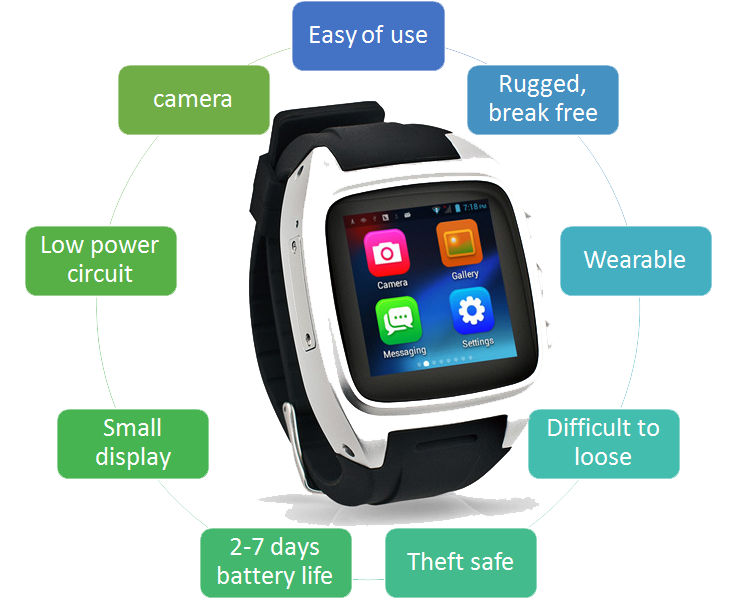 Easy of use
Rugged,
break free
Wearable
Difficult to
loose
Theft safe
2-7 days
battery life
Small
display
Low power
circuit
camera
7:18 PM
Camera
Gallery
Messaging
Settings